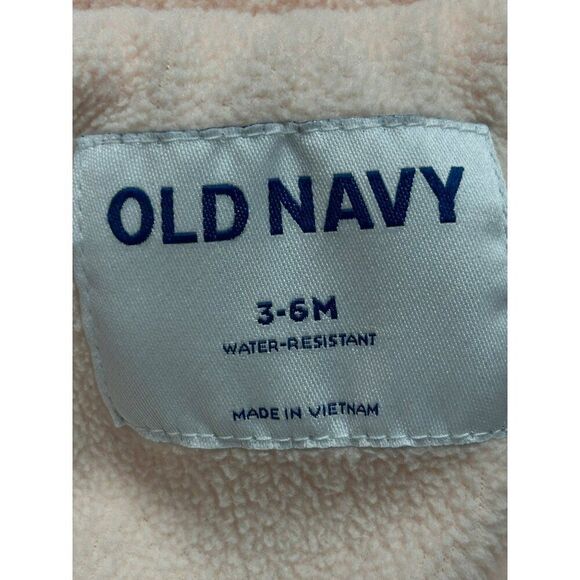 OLD NAVY
3-6M
WATER-RESISTANT
MADE IN VIETNAM